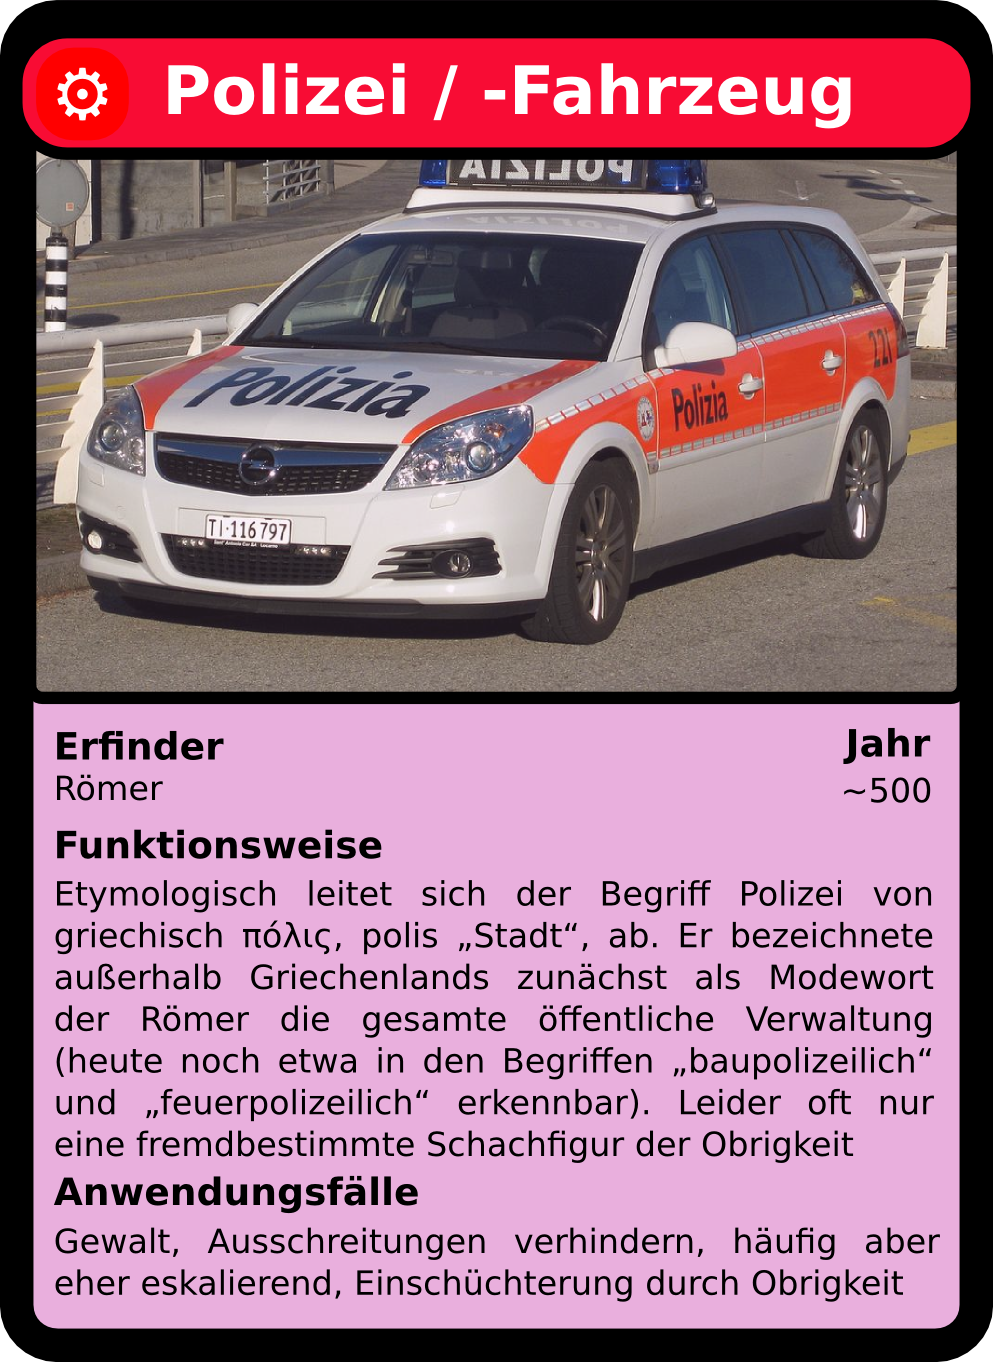 Polizei / -Fahrzeug
POLIZIA
Polizia
Polizia
221
TI·116797
Erfinder
Römer
Jahr
~500
Funktionsweise
Etymologisch leitet sich der Begriff Polizei von
griechisch πόλις, polis „Stadt“, ab. Er bezeichnete
außerhalb Griechenlands zunächst als Modewort
der Römer die gesamte öffentliche Verwaltung
(heute noch etwa in den Begriffen „baupolizeilich“
und „feuerpolizeilich“ erkennbar). Leider oft nur
eine fremdbestimmte Schachfigur der Obrigkeit
Anwendungsfälle
Gewalt, Ausschreitungen verhindern, häufig aber
eher eskalierend, Einschüchterung durch Obrigkeit